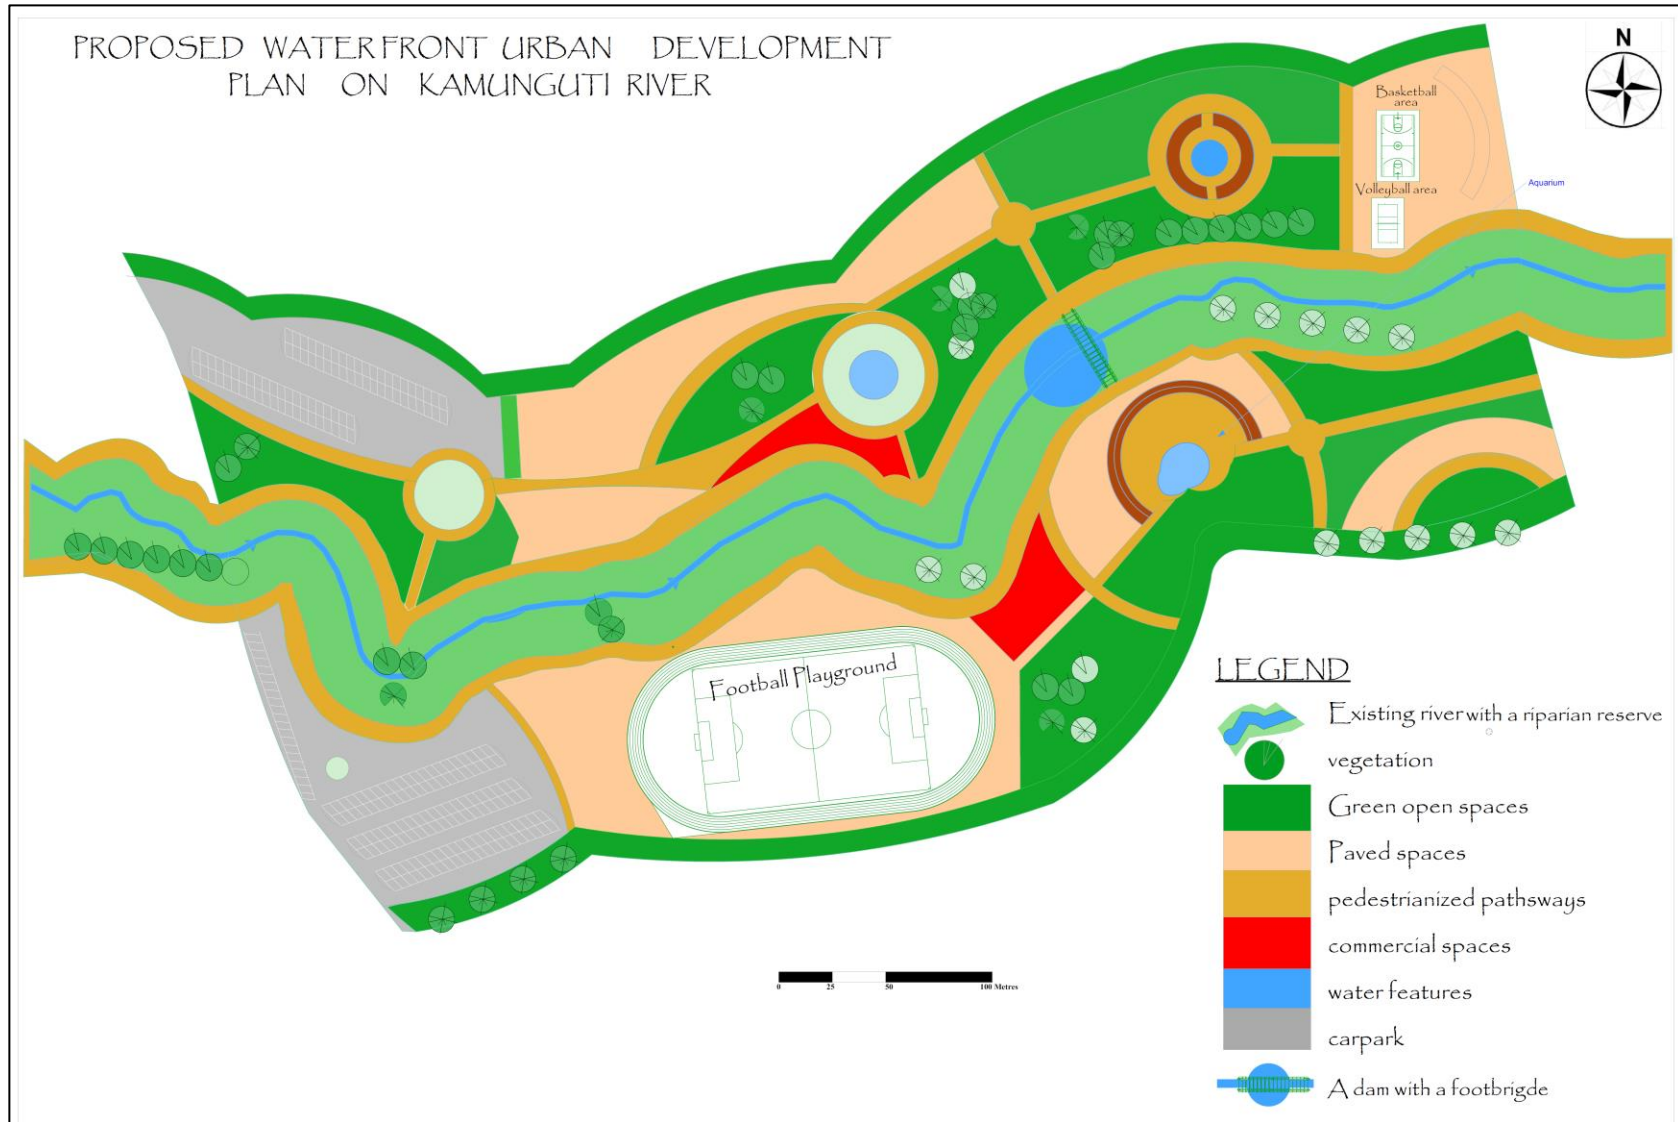 PROPOSED WATERFRONT URBAN DEVELOPMENT
PLAN ON KAMUNGUTI RIVER
N
Basketball
area
Volleyball area
Aquarium
Football Playground
LEGEND
Existing river with a riparian reserve
vegetation
Green open spaces
Paved spaces
pedestrianized pathsways
commercial spaces
water features
carpark
A dam with a footbrigde
0 25 50 100 Metres